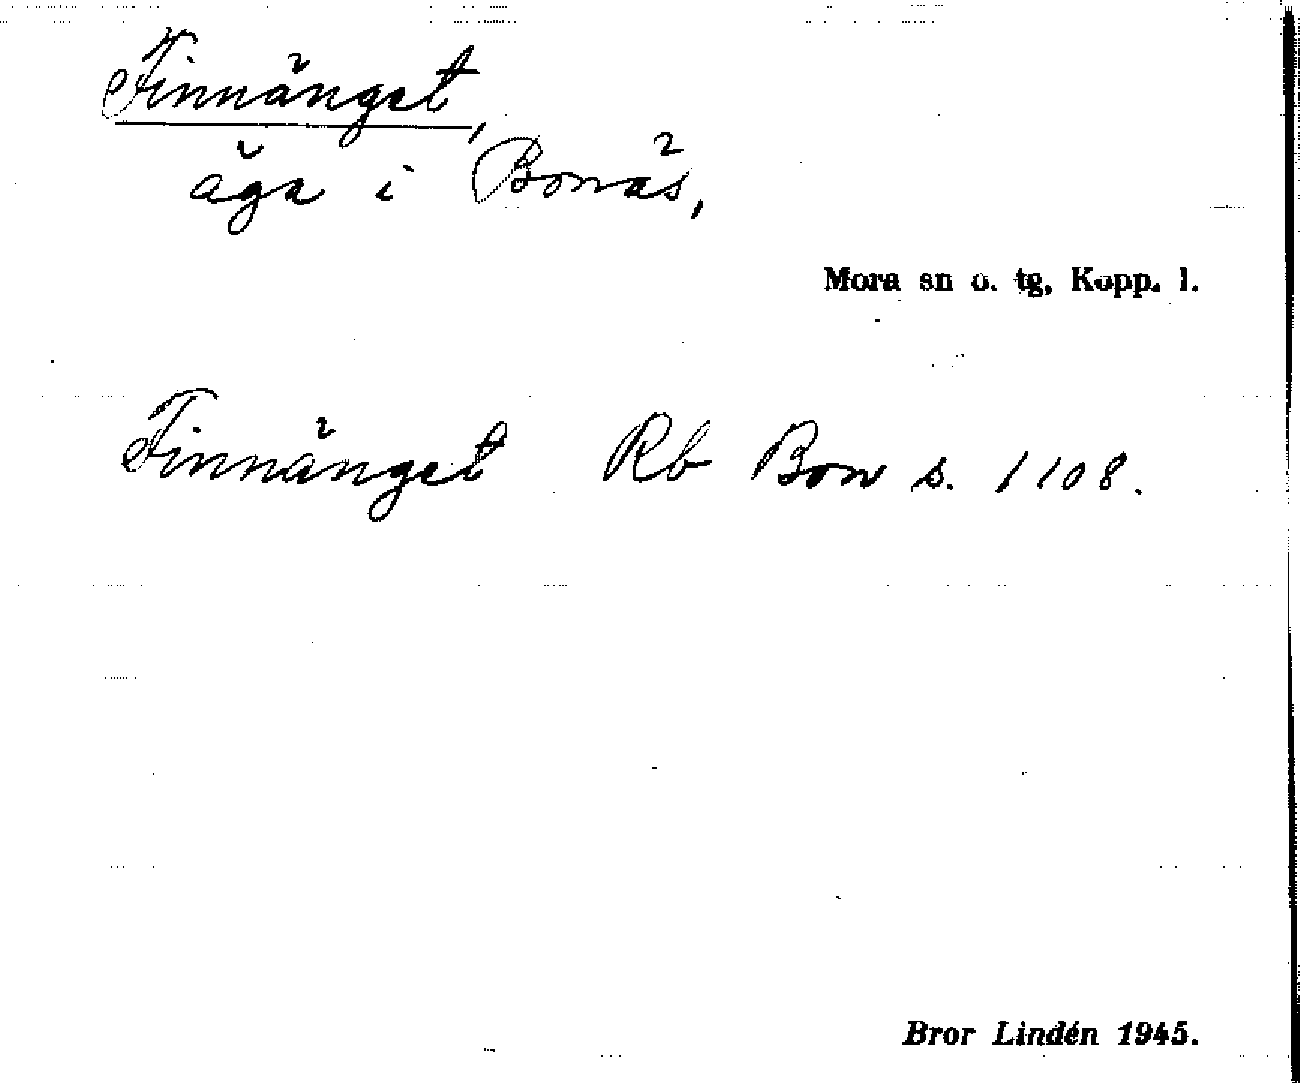 Finnänget,
äga i Bonäs,
Mora sn o. tg, Kopp. l.
Finnänget Rb Bon s. 1108.
Bror Lindén 1945.